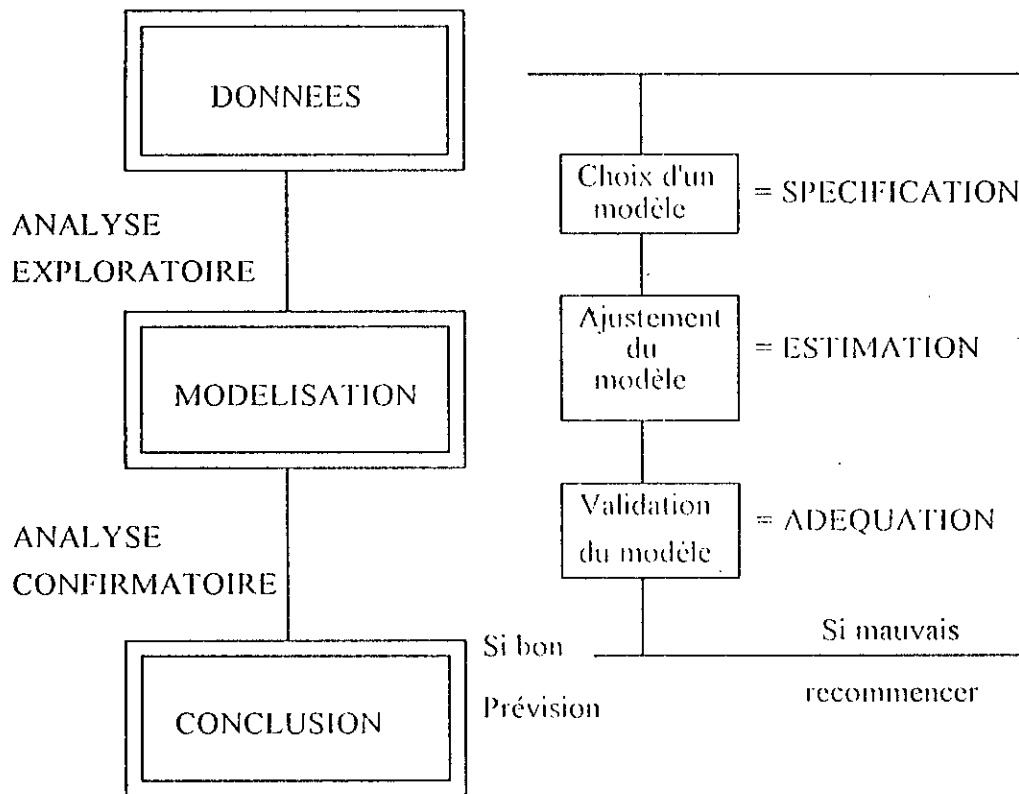 DONNEES
ANALYSE
EXPLORATOIRE
MODELISATION
ANALYSE
CONFIRMATOIRE
CONCLUSION
Choix d'un
modèle
= SPECIFICATION
Ajustement
du
modèle
= ESTIMATION
Validation
du modèle
= ADEQUATION
Si bon
Prévision
Si mauvais
recommencer